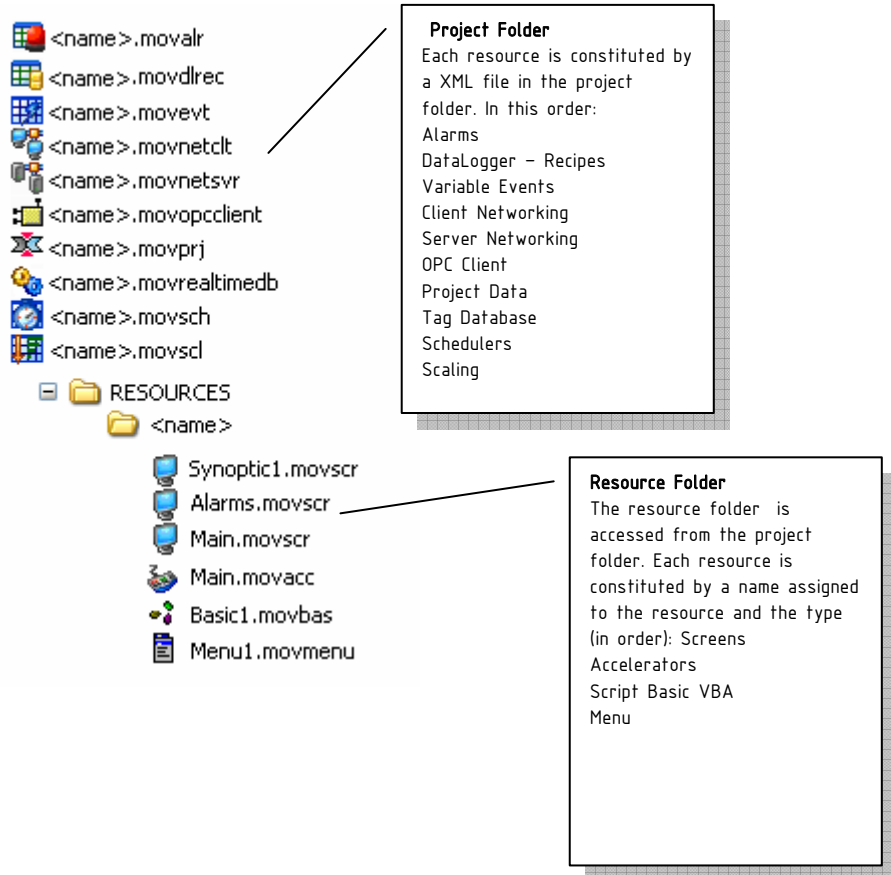 <name>.movalr
<name>.movdlrec
<name>.movevt
<name>.movnetclt
<name>.movnetsvr
<name>.movopcclient
<name>.movprj
<name>.movrealtimedb
<name>.movsch
<name>.movscl
RESOURCES
<name>
Synoptic1.movscr
Alarms.movscr
Main.movscr
Main.movacc
Basic1.movbas
Menu1.movmenu
Project Folder
Each resource is constituted by
a XML file in the project
folder. In this order:
Alarms
DataLogger – Recipes
Variable Events
Client Networking
Server Networking
OPC Client
Project Data
Tag Database
Schedulers
Scaling
Resource Folder
The resource folder is
accessed from the project
folder. Each resource is
constituted by a name assigned
to the resource and the type
(in order): Screens
Accelerators
Script Basic VBA
Menu